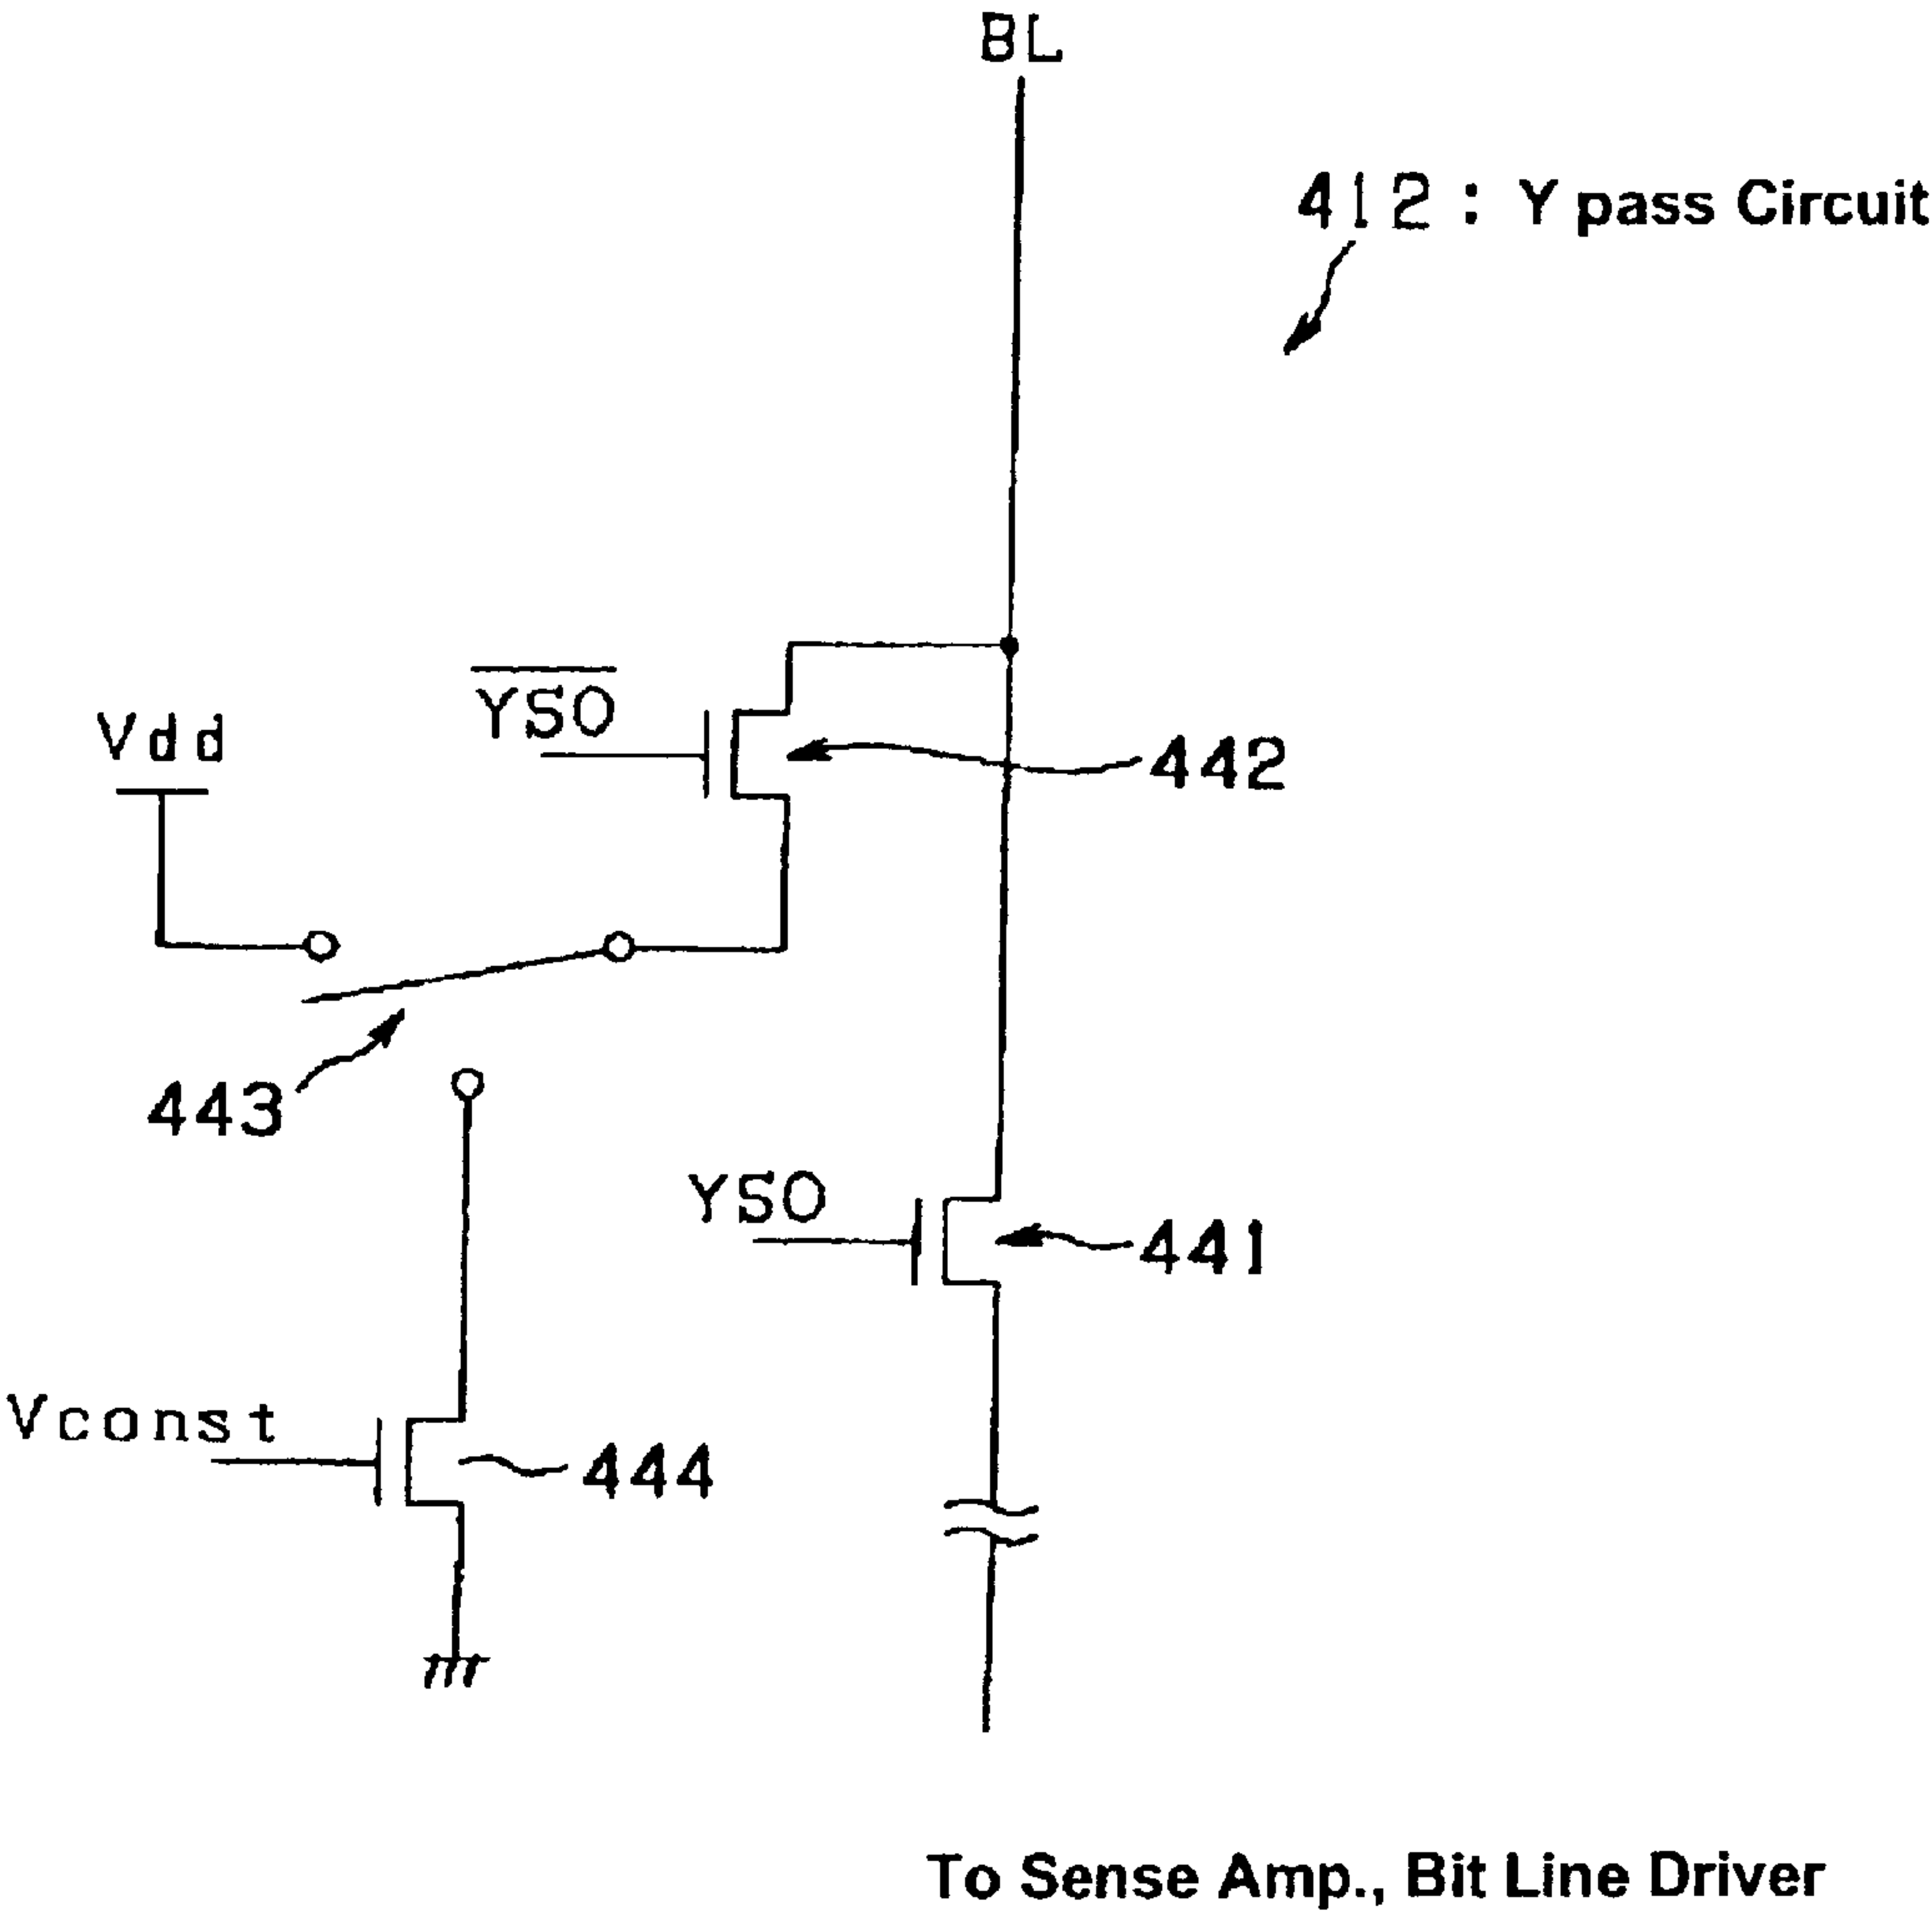 BL
412 : Y pass Circuit
YSO
Vdd
442
443
YSO
441
Vconst
444
To Sense Amp., Bit Line Driver